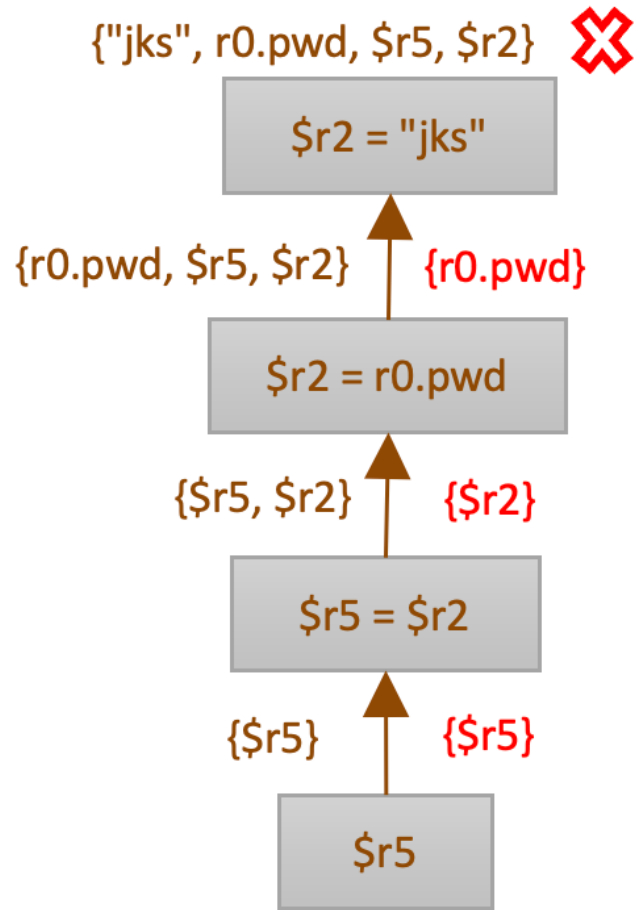 {"jks", r0.pwd, $r5, $r2}
$r2 = "jks"
{r0.pwd, $r5, $r2} {r0.pwd}
$r2 = r0.pwd
{$r5, $r2} {$r2}
$r5 = $r2
{$r5} {$r5}
$r5